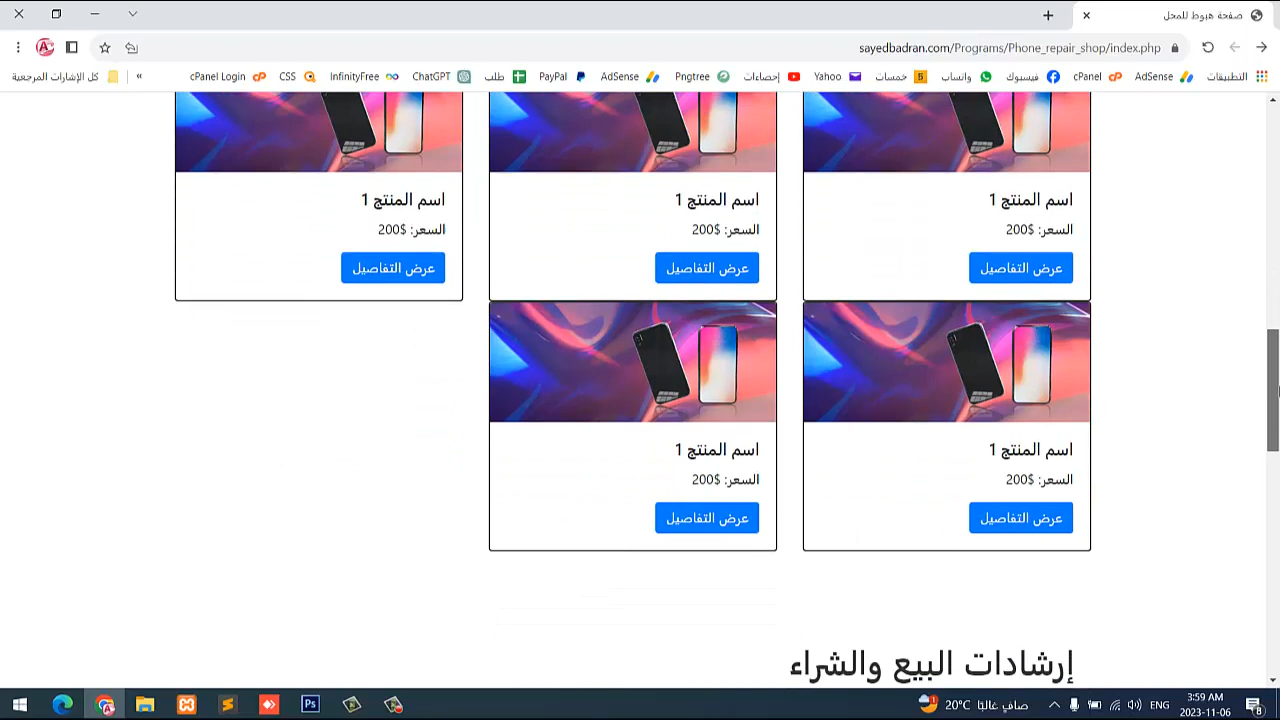 صفحة هبوط للمحل
sayedbadran.com/Programs/Phone_repair_shop/index.php
التطبيقات
AdSense
cPanel
فيسبوك
واتساب
خمسات
Yahoo
إحصاءات
Pngtree
AdSense
PayPal
طلب
ChatGPT
InfinityFree
CSS
cPanel Login
»
كل الإشارات المرجعية
اسم المنتج 1
السعر: $200
عرض التفاصيل
اسم المنتج 1
السعر: $200
عرض التفاصيل
اسم المنتج 1
السعر: $200
عرض التفاصيل
اسم المنتج 1
السعر: $200
عرض التفاصيل
اسم المنتج 1
السعر: $200
عرض التفاصيل
إرشادات البيع والشراء
Ps
20°C صافي غالبًا
ENG
3:59 AM
2023-11-06
8